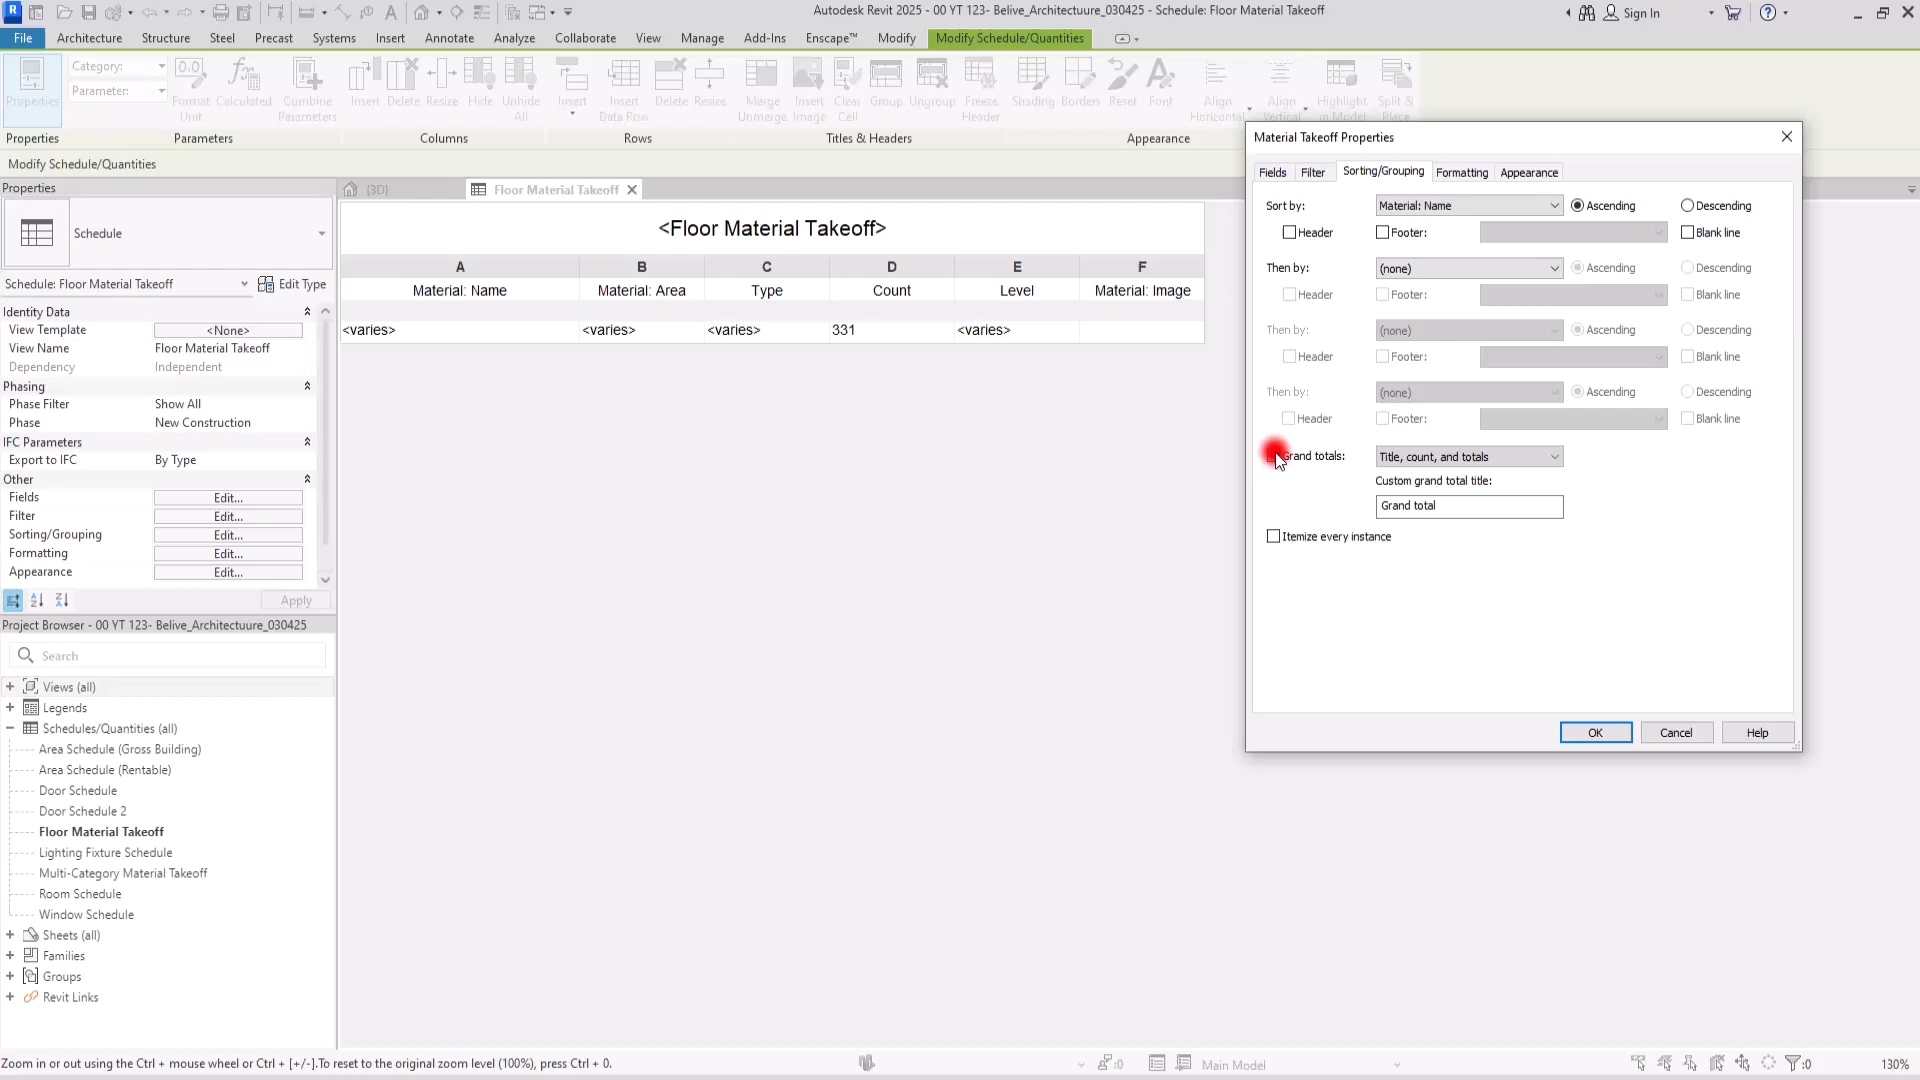 Autodesk Revit 2025 - 00 YT 123- Belive_Architectuure_030425 - Schedule: Floor Material Takeoff
Sign In
File Architecture Structure Steel Precast Systems Insert Annotate Analyze Collaborate View Manage Add-Ins Enscape™ Modify Modify Schedule/Quantities
Properties
Category:
Parameter:
Format Unit
Calculated
Combine Parameters
Insert
Delete
Resize
Hide
Unhide All
Insert
Insert Data Row
Delete
Resize
Merge Unmerge
Insert Image
Clear Cell
Group
Ungroup
Freeze Header
Shading
Borders
Reset
Font
Align Horizontal
Align Vertical
Highlight in Model
Split & Place
Properties Parameters Columns Rows Titles & Headers Appearance
Modify Schedule/Quantities
Properties
Schedule
Schedule: Floor Material Takeoff
Edit Type
Identity Data
View Template <None>
View Name Floor Material Takeoff
Dependency Independent
Phasing
Phase Filter Show All
Phase New Construction
IFC Parameters
Export to IFC By Type
Other
Fields Edit...
Filter Edit...
Sorting/Grouping Edit...
Formatting Edit...
Appearance Edit...
Apply
Project Browser - 00 YT 123- Belive_Architectuure_030425
Search
Views (all)
Legends
Schedules/Quantities (all)
Area Schedule (Gross Building)
Area Schedule (Rentable)
Door Schedule
Door Schedule 2
Floor Material Takeoff
Lighting Fixture Schedule
Multi-Category Material Takeoff
Room Schedule
Window Schedule
Sheets (all)
Families
Groups
Revit Links
{3D}
Floor Material Takeoff
<Floor Material Takeoff>
A B C D E F
Material: Name Material: Area Type Count Level Material: Image
<varies> <varies> <varies> 331 <varies>
Material Takeoff Properties
Fields Filter Sorting/Grouping Formatting Appearance
Sort by: Material: Name Ascending Descending
Header Footer: Blank line
Then by: (none) Ascending Descending
Header Footer: Blank line
Then by: (none) Ascending Descending
Header Footer: Blank line
Then by: (none) Ascending Descending
Header Footer: Blank line
Grand totals: Title, count, and totals
Custom grand total title:
Grand total
Itemize every instance
OK Cancel Help
Zoom in or out using the Ctrl + mouse wheel or Ctrl + [+/-].To reset to the original zoom level (100%), press Ctrl + 0.
:0
Main Model
:0
130%